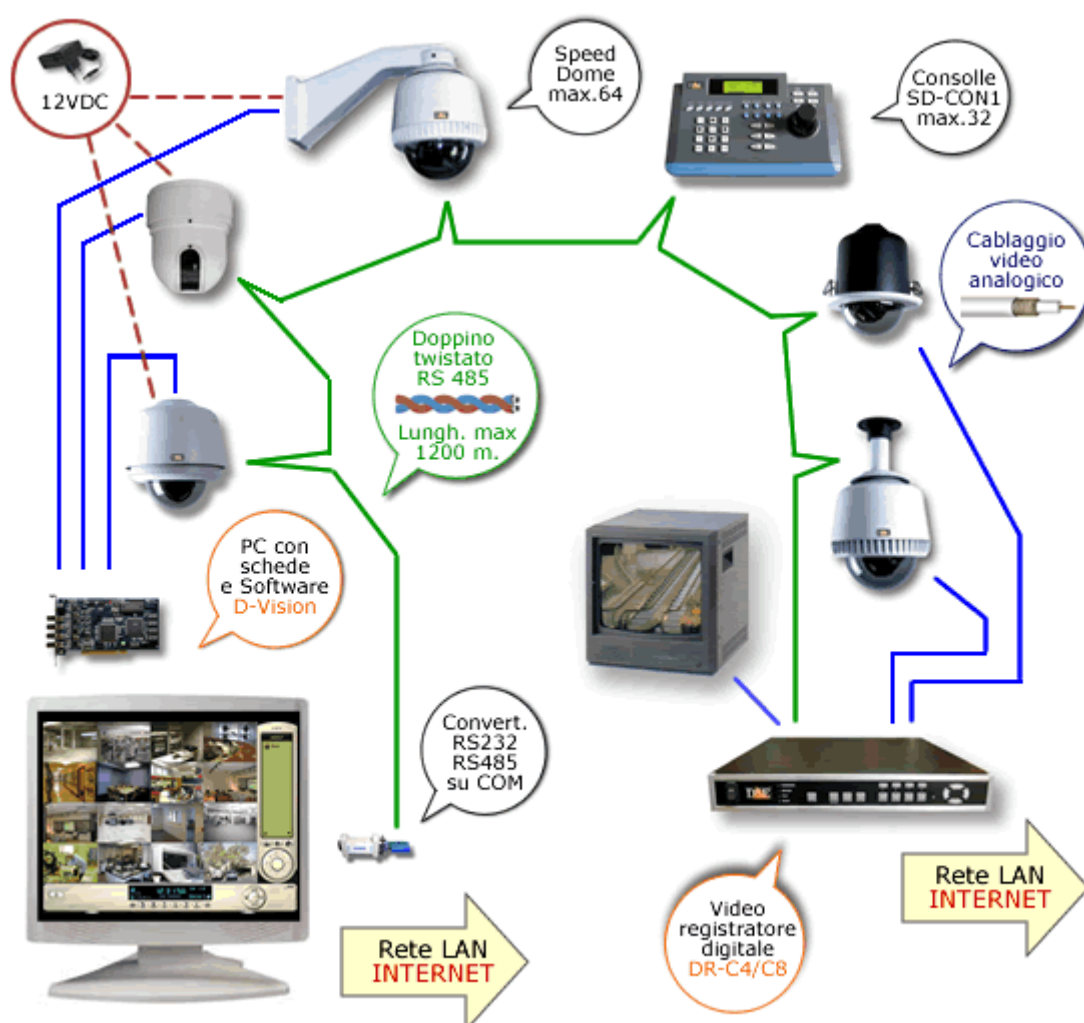 12VDC
Speed
Dome
max.64
Consolle
SD-CON1
max.32
Cablaggio
video
analogico
Doppino
twistato
RS 485
Lungh. max
1200 m.
PC con
schede
e Software
D-Vision
Convert.
RS232
RS485
su COM
Rete LAN
INTERNET
Video
registratore
digitale
DR-C4/C8
Rete LAN
INTERNET